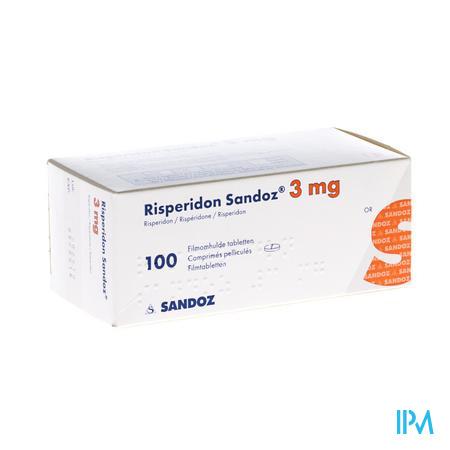 Risperidon Sandoz® 3 mg
Risperidon / Rispéridone / Risperidon
OR
100
Filmomhulde tabletten
Comprimés pelliculés
Filmtabletten
SANDOZ
Risperidon Sandoz®
3 mg
SANDOZ
IPM